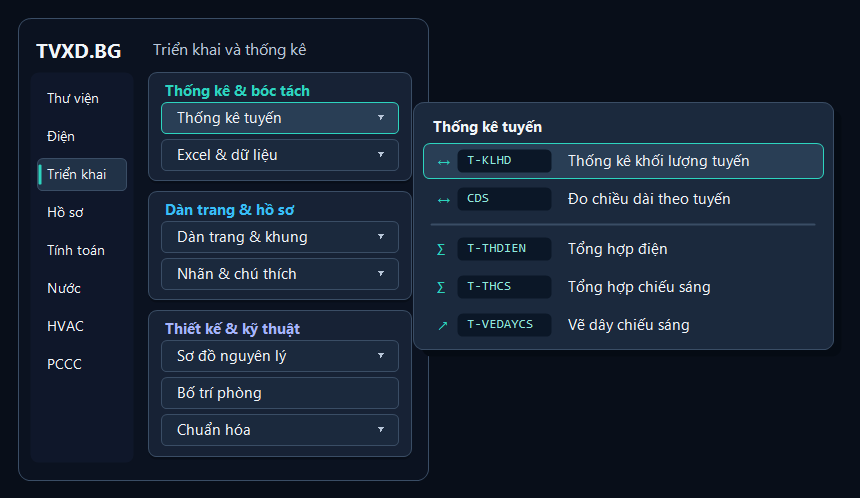 TVXD.BG
Triển khai và thống kê
Thư viện
Điện
Triển khai
Hồ sơ
Tính toán
Nước
HVAC
PCCC
Thống kê & bóc tách
Thống kê tuyến
Excel & dữ liệu
Dàn trang & hồ sơ
Dàn trang & khung
Nhãn & chú thích
Thiết kế & kỹ thuật
Sơ đồ nguyên lý
Bố trí phòng
Chuẩn hóa
Thống kê tuyến
↔ T-KLHD Thống kê khối lượng tuyến
↔ CDS Đo chiều dài theo tuyến
Σ T-THDIEN Tổng hợp điện
Σ T-THCS Tổng hợp chiếu sáng
↗ T-VEDAYCS Vẽ dây chiếu sáng